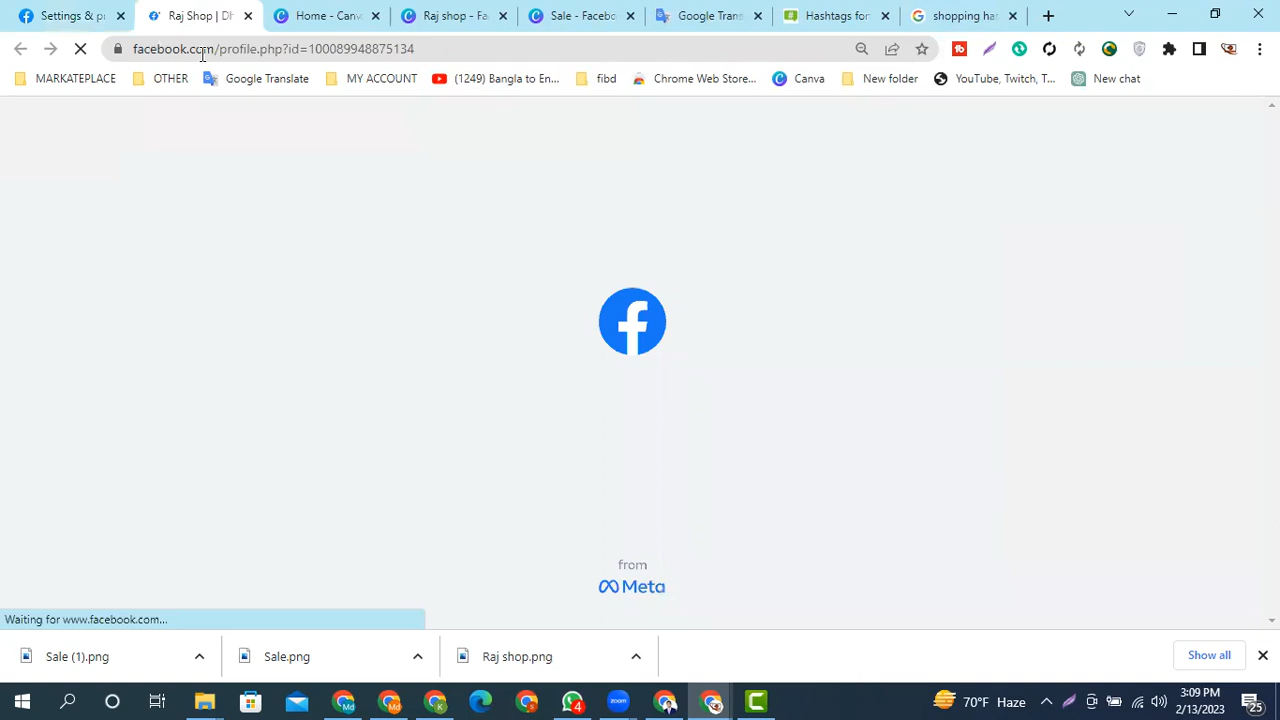 Settings & p
Raj Shop | Dh
Home - Canv
Raj shop - Fa
Sale - Facebo
Google Trans
Hashtags for
shopping has
facebook.com/profile.php?id=100089948875134
MARKATEPLACE
OTHER
Google Translate
MY ACCOUNT
(1249) Bangla to En...
fibd
Chrome Web Store...
Canva
New folder
YouTube, Twitch, T...
New chat
from
Meta
Waiting for www.facebook.com...
Sale (1).png
Sale.png
Raj shop.png
Show all
70°F Haze
3:09 PM
2/13/2023
25